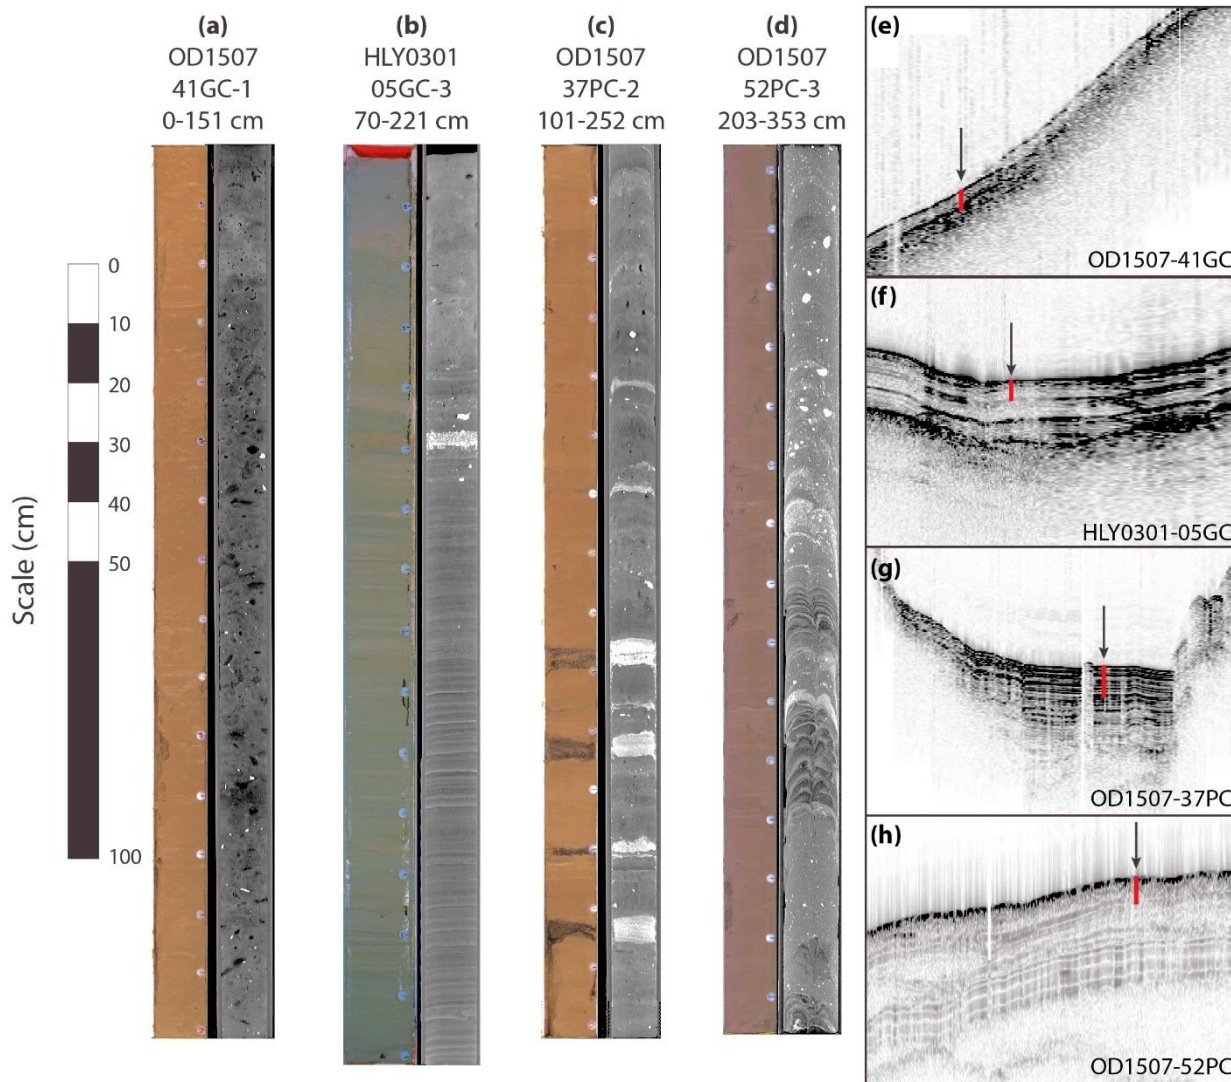 (a)
OD1507
41GC-1
0-151 cm
(b)
HLY0301
05GC-3
70-221 cm
(c)
OD1507
37PC-2
101-252 cm
(d)
OD1507
52PC-3
203-353 cm
Scale (cm)
0
10
20
30
40
50
100
(e)
OD1507-41GC
(f)
HLY0301-05GC
(g)
OD1507-37PC
(h)
OD1507-52PC